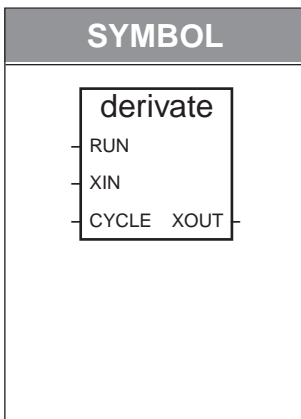 SYMBOL
derivate
RUN
XIN
CYCLE XOUT